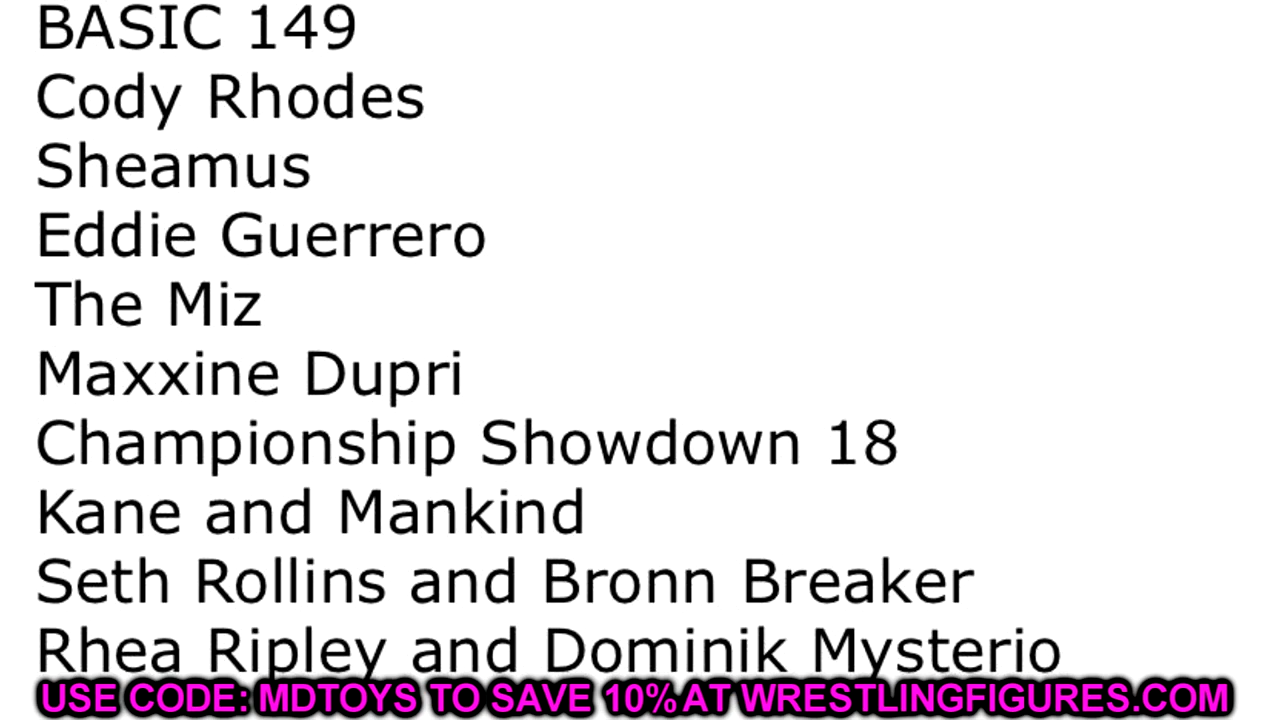 BASIC 149
Cody Rhodes
Sheamus
Eddie Guerrero
The Miz
Maxxine Dupri
Championship Showdown 18
Kane and Mankind
Seth Rollins and Bronn Breaker
Rhea Ripley and Dominik Mysterio
USE CODE: MDTOYS TO SAVE 10% AT WRESTLINGFIGURES.COM